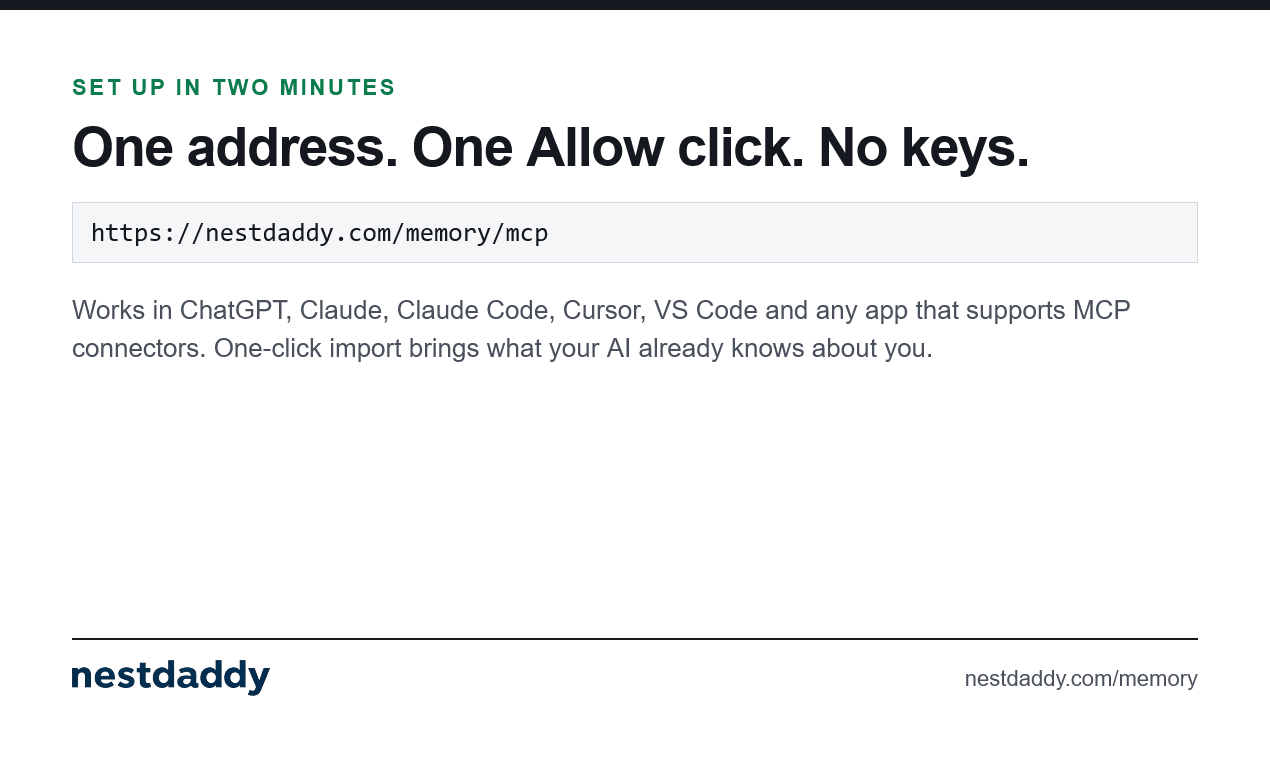 SET UP IN TWO MINUTES
One address. One Allow click. No keys.
https://nestdaddy.com/memory/mcp
Works in ChatGPT, Claude, Claude Code, Cursor, VS Code and any app that supports MCP
connectors. One-click import brings what your AI already knows about you.
nestdaddy
nestdaddy.com/memory